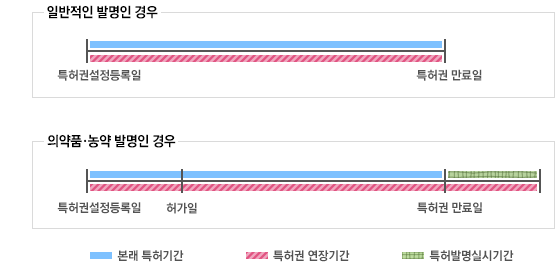 일반적인 발명인 경우
특허권설정등록일 특허권 만료일
의약품·농약 발명인 경우
특허권설정등록일 허가일 특허권 만료일
본래 특허기간 특허권 연장기간 특허발명실시기간